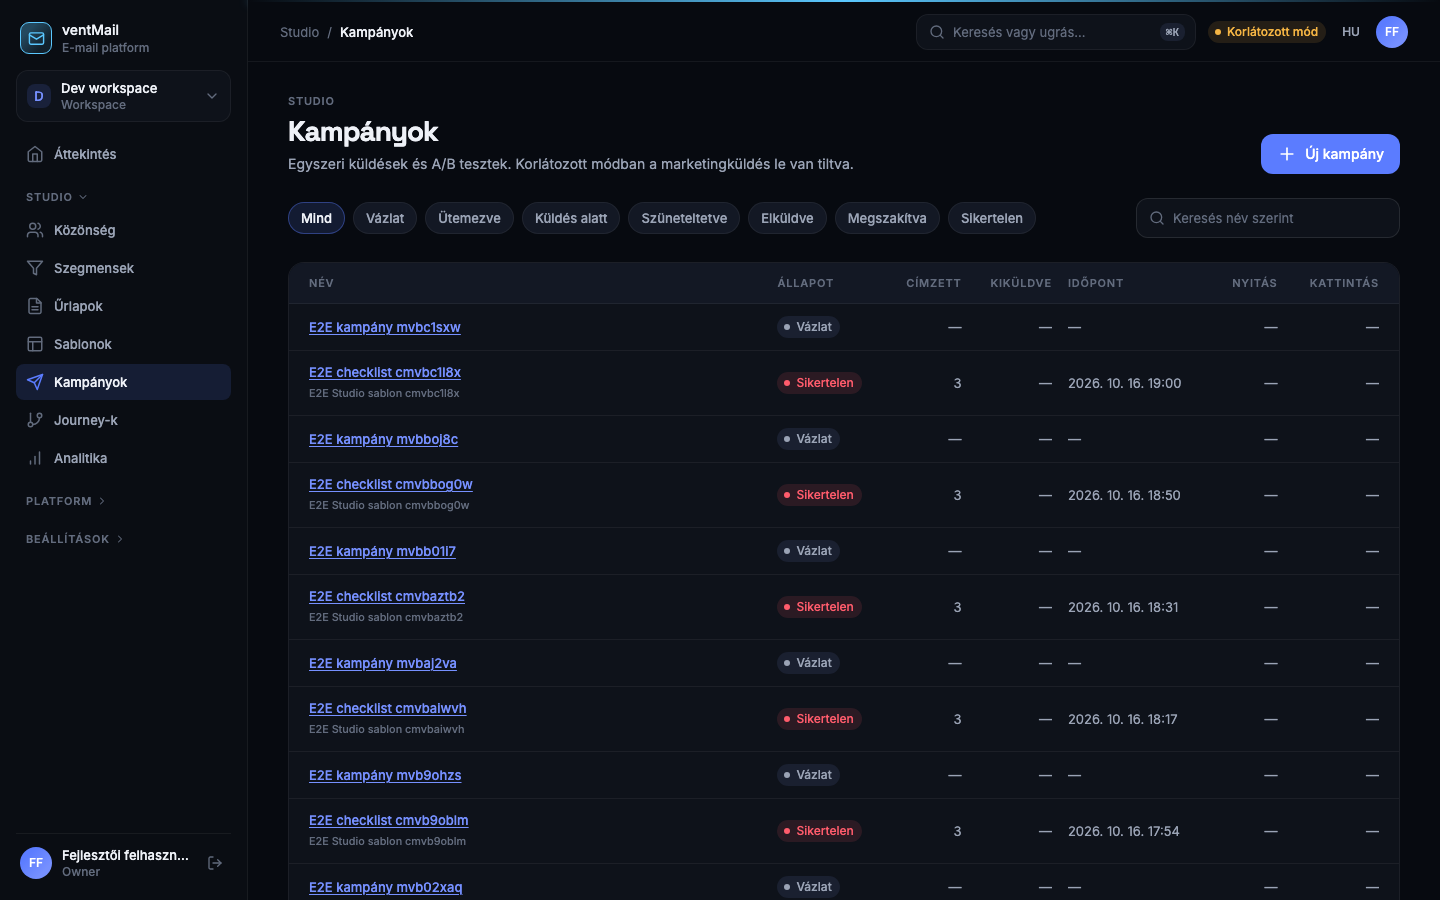 ventMail
E-mail platform
D
Dev workspace
Workspace
Áttekintés
STUDIO
Közönség
Szegmensek
Űrlapok
Sablonok
Kampányok
Journey-k
Analitika
PLATFORM
BEÁLLÍTÁSOK
FF
Fejlesztői felhaszn...
Owner
Studio / Kampányok
Keresés vagy ugrás...
⌘K
Korlátozott mód
HU
FF
STUDIO
Kampányok
Egyszeri küldések és A/B tesztek. Korlátozott módban a marketingküldés le van tiltva.
Új kampány
Mind Vázlat Ütemezve Küldés alatt Szüneteltetve Elküldve Megszakítva Sikertelen
Keresés név szerint
NÉV ÁLLAPOT CÍMZETT KIKÜLDVE IDŐPONT NYITÁS KATTINTÁS
E2E kampány mvbc1sxw Vázlat — — — — —
E2E checklist cmvbc1l8x
E2E Studio sablon cmvbc1l8x
Sikertelen 3 — 2026. 10. 16. 19:00 — —
E2E kampány mvbboj8c Vázlat — — — — —
E2E checklist cmvbbog0w
E2E Studio sablon cmvbbog0w
Sikertelen 3 — 2026. 10. 16. 18:50 — —
E2E kampány mvbb01i7 Vázlat — — — — —
E2E checklist cmvbaztb2
E2E Studio sablon cmvbaztb2
Sikertelen 3 — 2026. 10. 16. 18:31 — —
E2E kampány mvbaj2va Vázlat — — — — —
E2E checklist cmvbaiwvh
E2E Studio sablon cmvbaiwvh
Sikertelen 3 — 2026. 10. 16. 18:17 — —
E2E kampány mvb9ohzs Vázlat — — — — —
E2E checklist cmvb9oblm
E2E Studio sablon cmvb9oblm
Sikertelen 3 — 2026. 10. 16. 17:54 — —
E2E kampány mvb02xaq Vázlat — — — — —